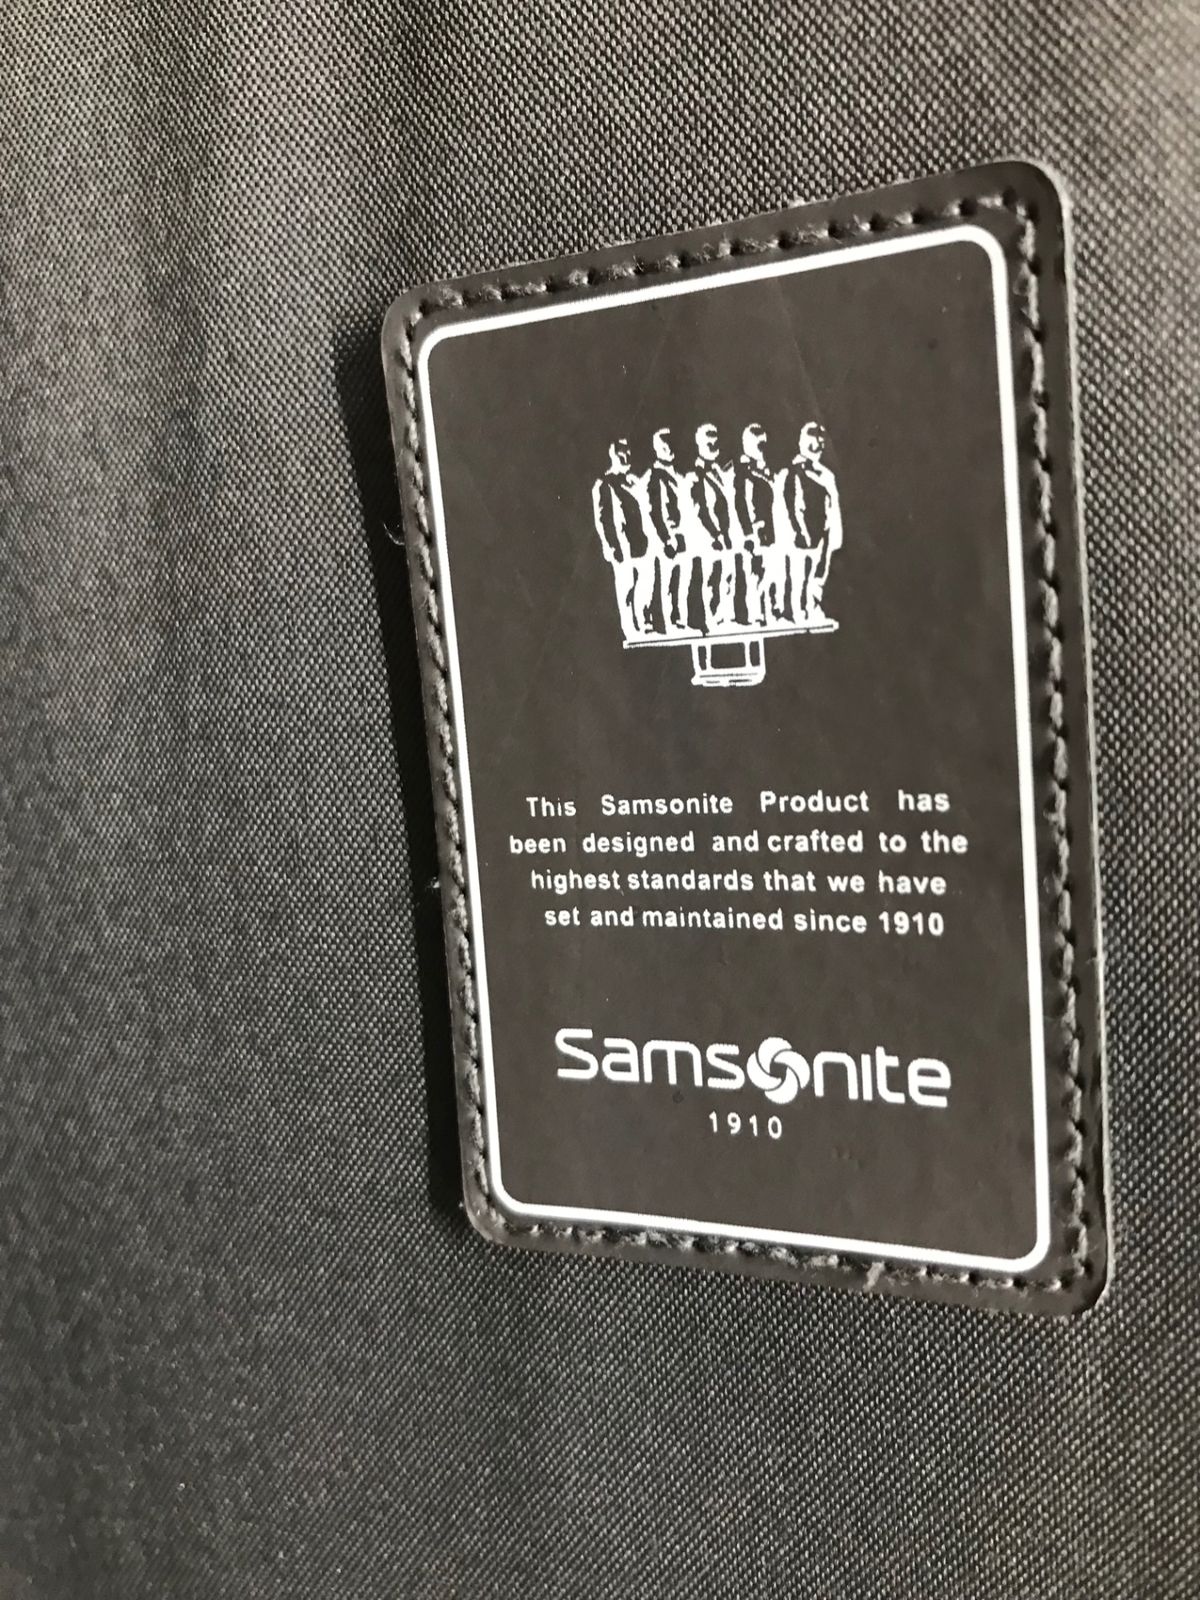 This Samsonite Product has
been designed and crafted to the
highest standards that we have
set and maintained since 1910
Samsonite
1910